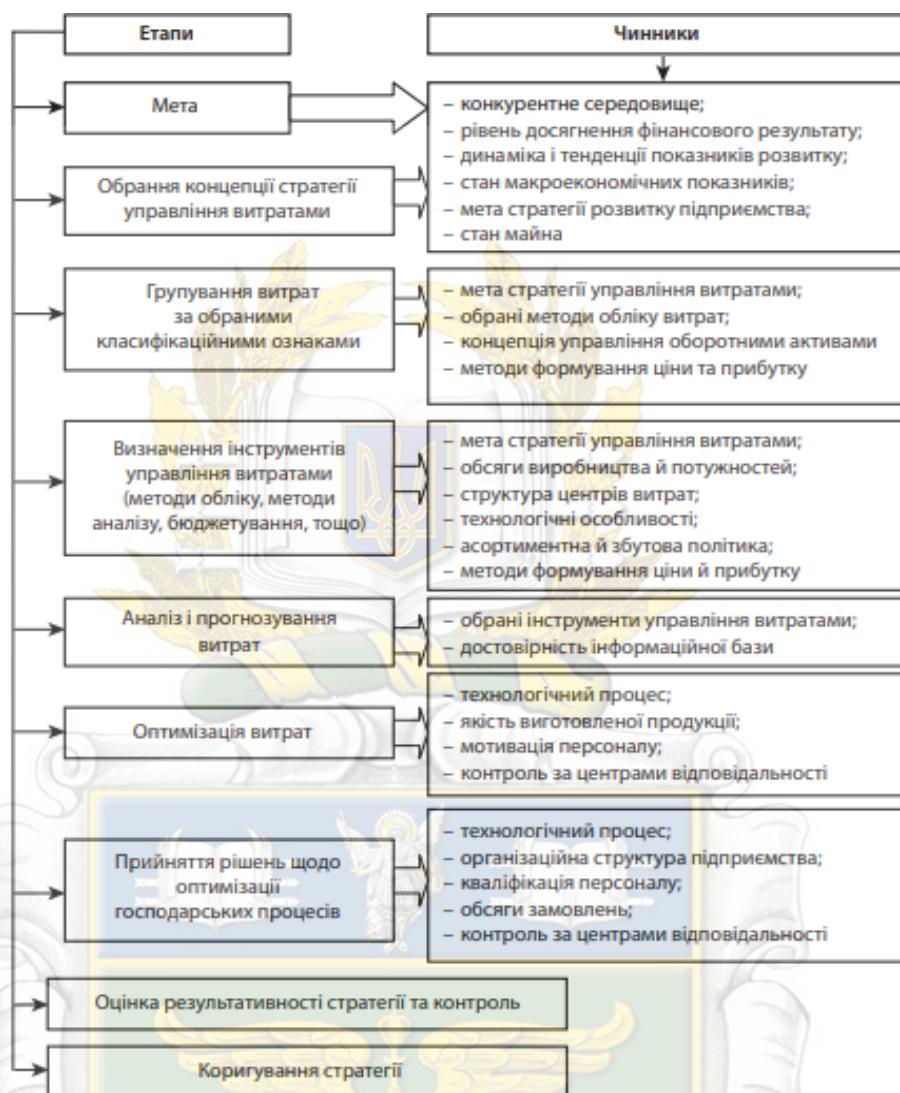 Етапи
Чинники
Мета
– конкурентне середовище;
– рівень досягнення фінансового результату;
– динаміка і тенденції показників розвитку;
– стан макроекономічних показників;
– мета стратегії розвитку підприємства;
– стан майна
Обрання концепції стратегії
управління витратами
Групування витрат
за обраними
класифікаційними ознаками
– мета стратегії управління витратами;
– обрані методи обліку витрат;
– концепція управління оборотними активами
– методи формування ціни та прибутку
Визначення інструментів
управління витратами
(методи обліку, методи
аналізу, бюджетування, тощо)
– мета стратегії управління витратами;
– обсяги виробництва й потужностей;
– структура центрів витрат;
– технологічні особливості;
– асортиментна й збутова політика;
– методи формування ціни й прибутку
Аналіз і прогнозування
витрат
– обрані інструменти управління витратами;
– достовірність інформаційної бази
Оптимізація витрат
– технологічний процес;
– якість виготовленої продукції;
– мотивація персоналу;
– контроль за центрами відповідальності
Прийняття рішень щодо
оптимізації
господарських процесів
– технологічний процес;
– організаційна структура підприємства;
– кваліфікація персоналу;
– обсяги замовлень;
– контроль за центрами відповідальності
Оцінка результативності стратегії та контроль
Коригування стратегії